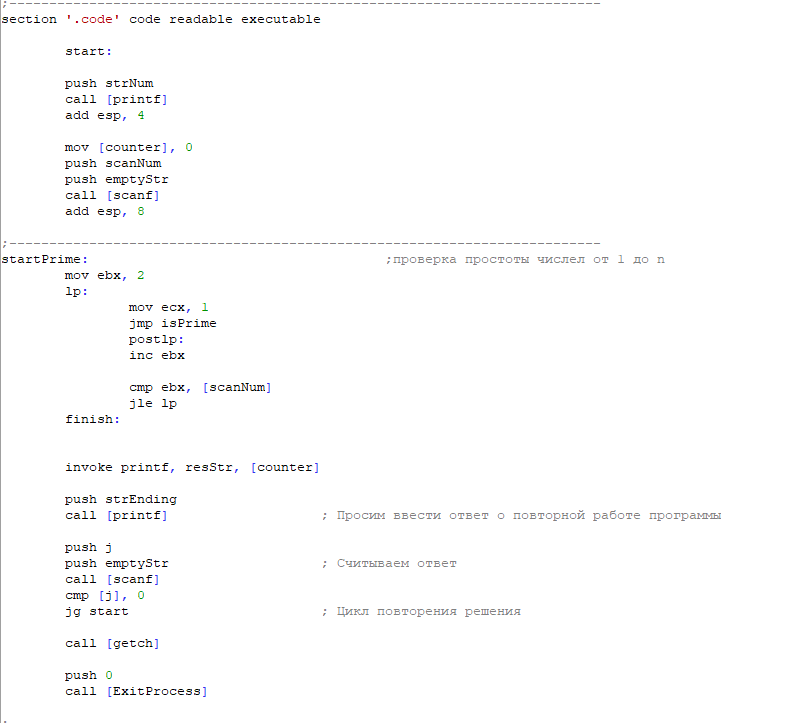 ;--------------------------------------------------------------------------
section '.code' code readable executable
start:
push strNum
call [printf]
add esp, 4
mov [counter], 0
push scanNum
push emptyStr
call [scanf]
add esp, 8
;--------------------------------------------------------------------------
startPrime: ;проверка простоты числел от 1 до n
mov ebx, 2
lp:
mov ecx, 1
jmp isPrime
postlp:
inc ebx
cmp ebx, [scanNum]
jle lp
finish:
invoke printf, resStr, [counter]
push strEnding
call [printf] ; Просим ввести ответ о повторной работе программы
push j
push emptyStr ; Считываем ответ
call [scanf]
cmp [j], 0
jg start ; Цикл повторения решения
call [getch]
push 0
call [ExitProcess]